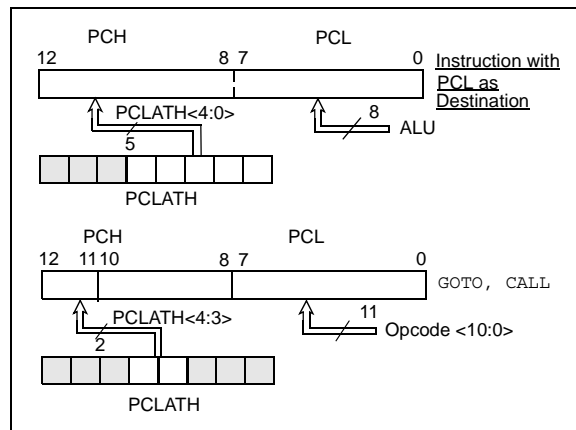 PCH PCL
12 8 7 0
Instruction with
PCL as
Destination
PCLATH<4:0>
8
5
ALU
PCLATH
PCH PCL
12 11 10 8 7 0
GOTO, CALL
PCLATH<4:3>
11
2
Opcode <10:0>
PCLATH